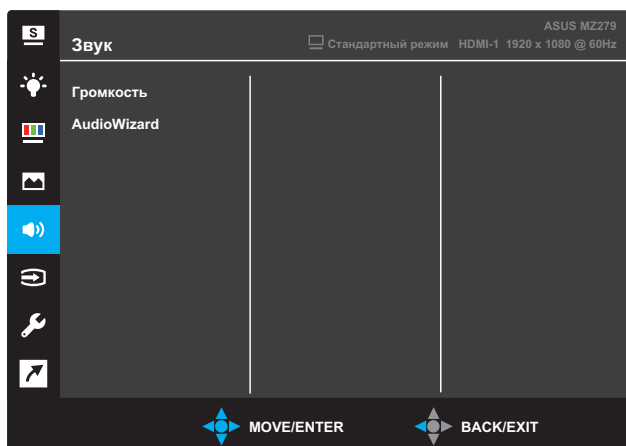 S
ASUS MZ279
Звук
Стандартный режим HDMI-1 1920 x 1080 @ 60Hz
Громкость
AudioWizard
MOVE/ENTER
BACK/EXIT